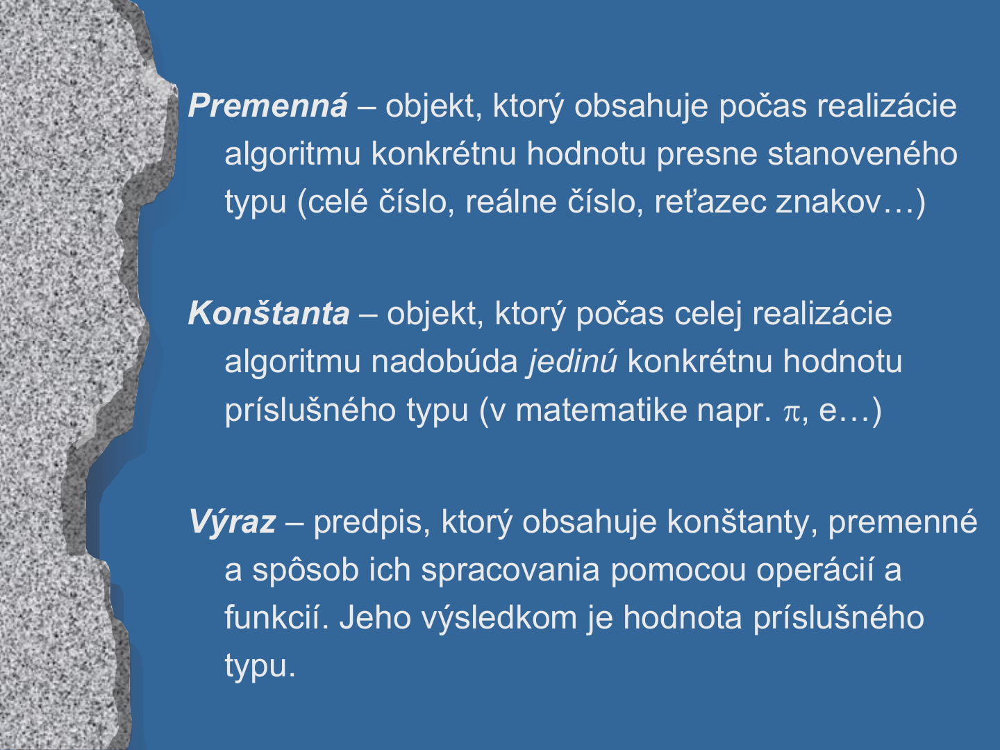 Premenná – objekt, ktorý obsahuje počas realizácie
algoritmu konkrétnu hodnotu presne stanoveného
typu (celé číslo, reálne číslo, reťazec znakov…)
Konštanta – objekt, ktorý počas celej realizácie
algoritmu nadobúda jedinú konkrétnu hodnotu
príslušného typu (v matematike napr. π, e…)
Výraz – predpis, ktorý obsahuje konštanty, premenné
a spôsob ich spracovania pomocou operácií a
funkcií. Jeho výsledkom je hodnota príslušného
typu.